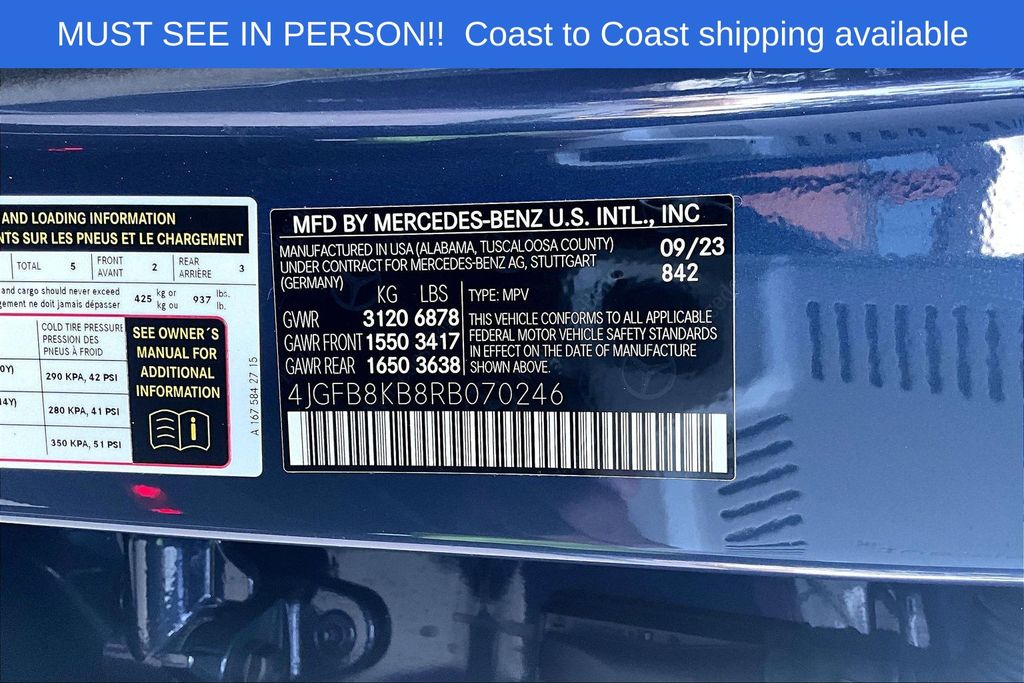 MUST SEE IN PERSON!!  Coast to Coast shipping available
AND LOADING INFORMATION
NTS SUR LES PNEUS ET LE CHARGEMENT
TOTAL 5 FRONT AVANT 2 REAR ARRIÈRE 3
and cargo should never exceed
gement ne doit jamais dépasser
425 kg or kg ou 937 lbs. lb.
COLD TIRE PRESSURE
PRESSION DES
PNEUS À FROID
290 KPA, 42 PSI
280 KPA, 41 PSI
350 KPA, 51 PSI
SEE OWNER´S
MANUAL FOR
ADDITIONAL
INFORMATION
A 167 584 27 15
MFD BY MERCEDES-BENZ U.S. INTL., INC
MANUFACTURED IN USA (ALABAMA, TUSCALOOSA COUNTY)
UNDER CONTRACT FOR MERCEDES-BENZ AG, STUTTGART
(GERMANY)
09/23
842
KG LBS
GVWR 3120 6878
GAWR FRONT 1550 3417
GAWR REAR 1650 3638
TYPE: MPV
THIS VEHICLE CONFORMS TO ALL APPLICABLE
FEDERAL MOTOR VEHICLE SAFETY STANDARDS
IN EFFECT ON THE DATE OF MANUFACTURE
SHOWN ABOVE.
4JGFB8KB8RB070246